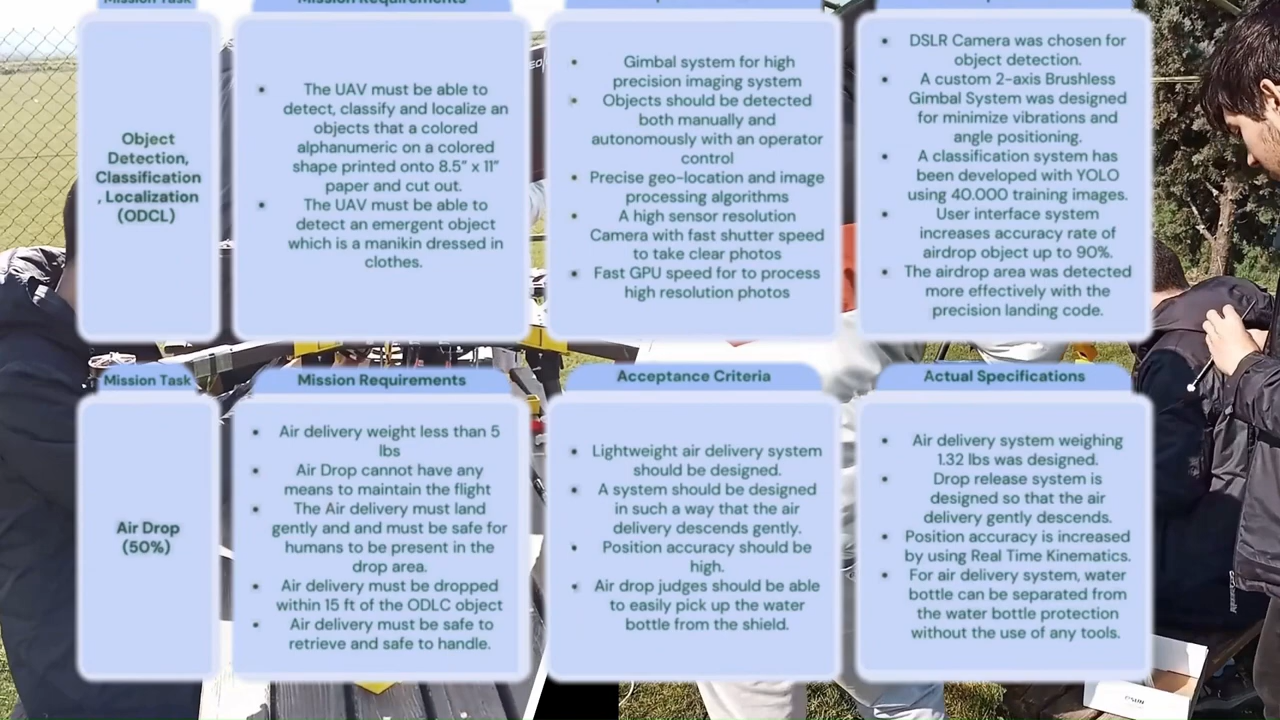 Mission Task
Mission Requirements
Object
Detection,
Classification
, Localization
(ODCL)
• The UAV must be able to
detect, classify and localize an
objects that a colored
alphanumeric on a colored
shape printed onto 8.5” x 11”
paper and cut out.
• The UAV must be able to
detect an emergent object
which is a manikin dressed in
clothes.
• Gimbal system for high
precision imaging system
• Objects should be detected
both manually and
autonomously with an operator
control
• Precise geo-location and image
processing algorithms
• A high sensor resolution
Camera with fast shutter speed
to take clear photos
• Fast GPU speed for to process
high resolution photos
• DSLR Camera was chosen for
object detection.
• A custom 2-axis Brushless
Gimbal System was designed
for minimize vibrations and
angle positioning.
• A classification system has
been developed with YOLO
using 40.000 training images.
• User interface system
increases accuracy rate of
airdrop object up to 90%.
• The airdrop area was detected
more effectively with the
precision landing code.
Mission Task
Mission Requirements
Acceptance Criteria
Actual Specifications
Air Drop
(50%)
• Air delivery weight less than 5
lbs
• Air Drop cannot have any
means to maintain the flight
• The Air delivery must land
gently and and must be safe for
humans to be present in the
drop area.
• Air delivery must be dropped
within 15 ft of the ODLC object
• Air delivery must be safe to
retrieve and safe to handle.
• Lightweight air delivery system
should be designed.
• A system should be designed
in such a way that the air
delivery descends gently.
• Position accuracy should be
high.
• Air drop judges should be able
to easily pick up the water
bottle from the shield.
• Air delivery system weighing
1.32 lbs was designed.
• Drop release system is
designed so that the air
delivery gently descends.
• Position accuracy is increased
by using Real Time Kinematics.
• For air delivery system, water
bottle can be separated from
the water bottle protection
without the use of any tools.